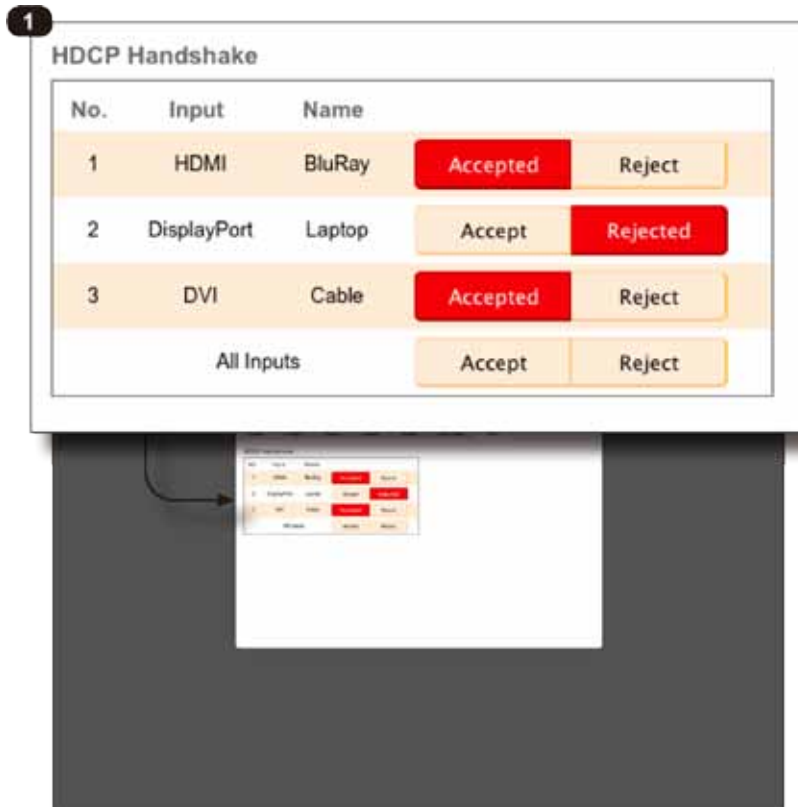 1
HDCP Handshake
No. Input Name
1 HDMI BluRay Accepted Reject
2 DisplayPort Laptop Accept Rejected
3 DVI Cable Accepted Reject
All Inputs Accept Reject